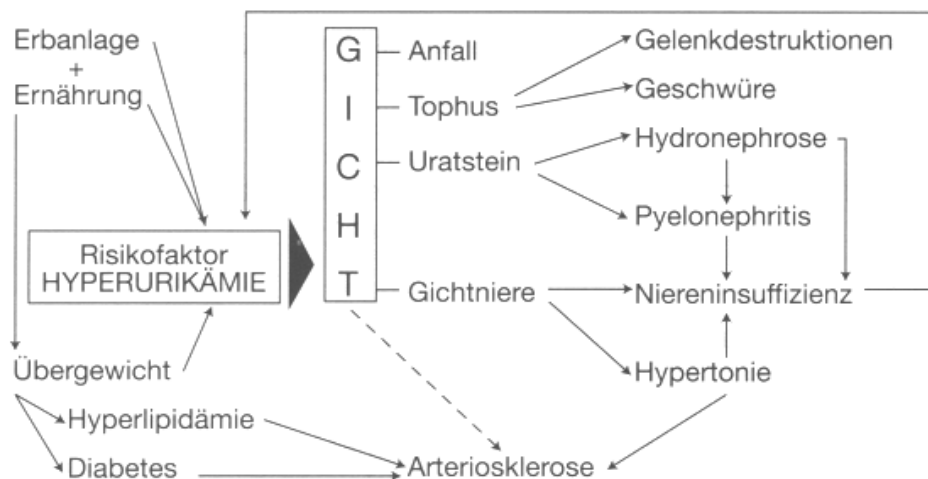 Erbanlage
+
Ernährung
Risikofaktor
HYPERURIKÄMIE
Übergewicht
Hyperlipidämie
Diabetes
G
I
C
H
T
Anfall
Tophus
Uratstein
Gichtniere
Arteriosklerose
Gelenkdestruktionen
Geschwüre
Hydronephrose
Pyelonephritis
Niereninsuffizienz
Hypertonie